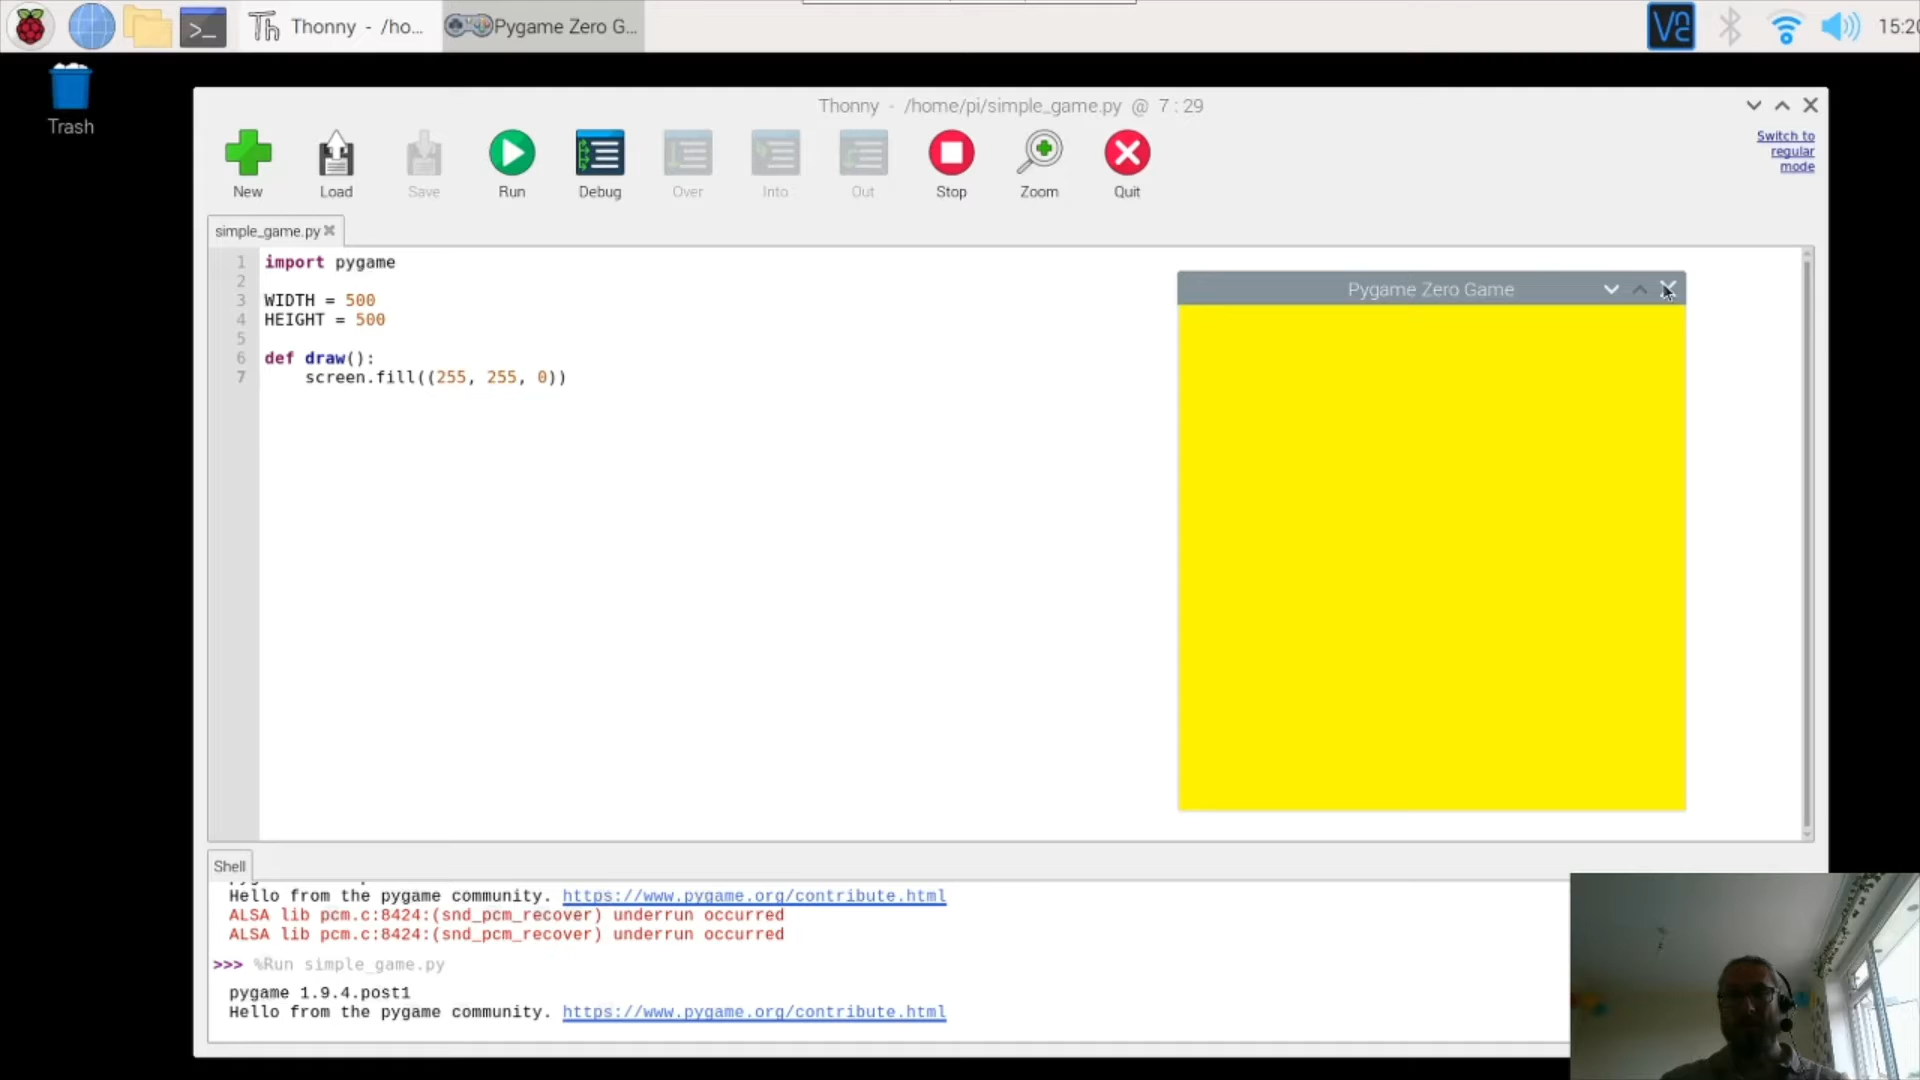 Thonny - /ho...
Pygame Zero G...
15:20
Trash
Thonny - /home/pi/simple_game.py @ 7 : 29
Switch to
regular
mode
New
Load
Save
Run
Debug
Over
Into
Out
Stop
Zoom
Quit
simple_game.py
1 import pygame
2
3 WIDTH = 500
4 HEIGHT = 500
5
6 def draw():
7 screen.fill((255, 255, 0))
Pygame Zero Game
Shell
Hello from the pygame community. https://www.pygame.org/contribute.html
ALSA lib pcm.c:8424:(snd_pcm_recover) underrun occurred
ALSA lib pcm.c:8424:(snd_pcm_recover) underrun occurred
>>> %Run simple_game.py
pygame 1.9.4.post1
Hello from the pygame community. https://www.pygame.org/contribute.html